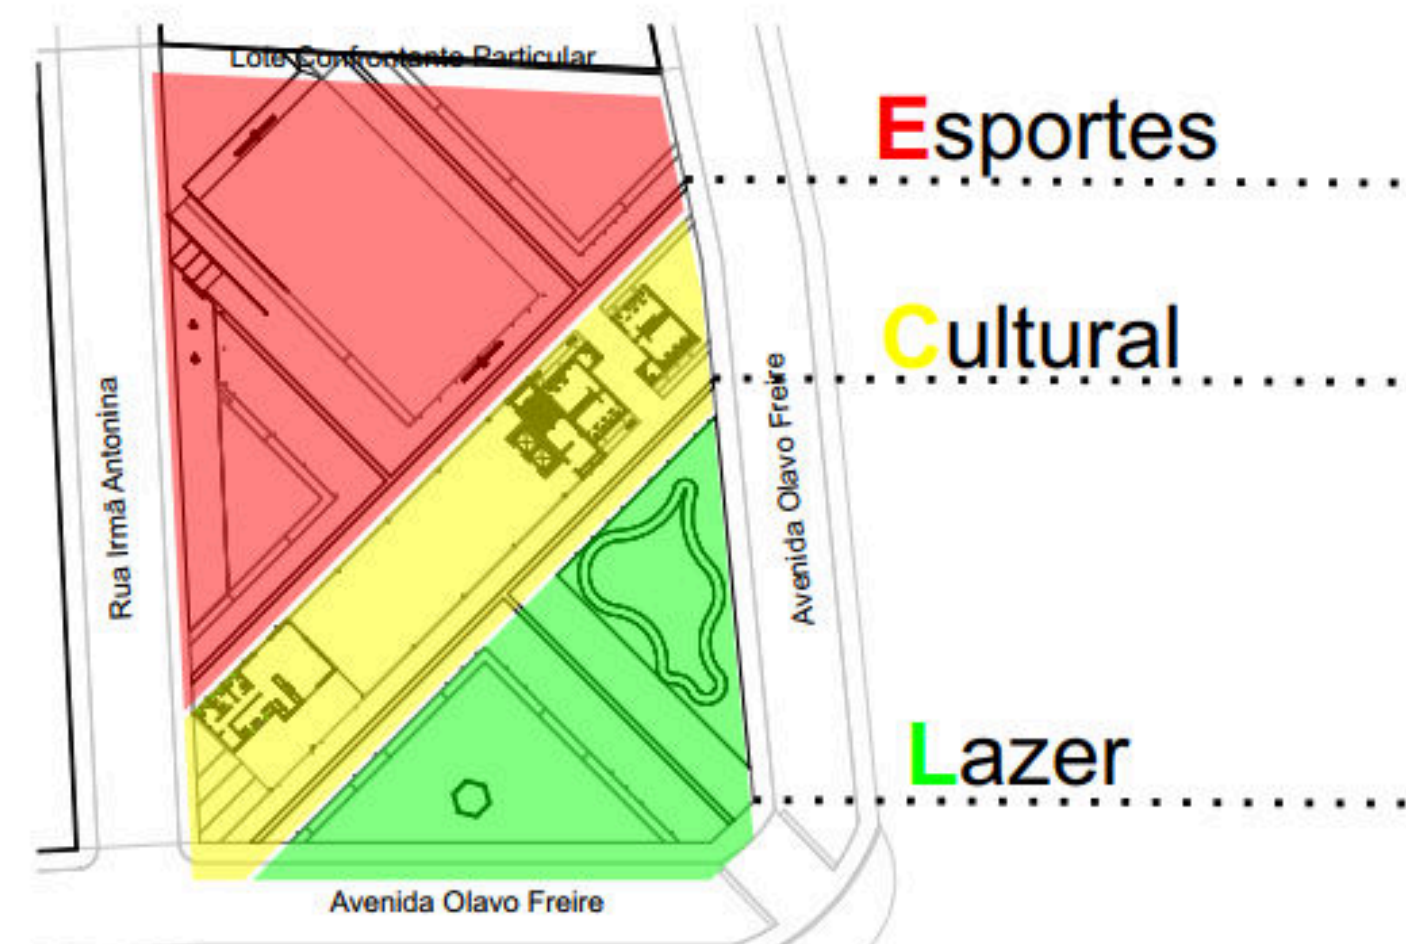 Lote Confrontante Particular
Esportes
Cultural
Rua Irmã Antonina
Avenida Olavo Freire
Lazer
Avenida Olavo Freire